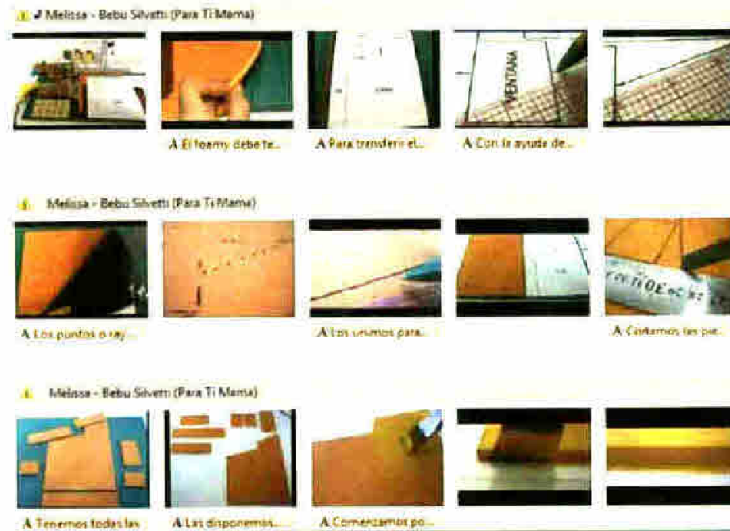 ♪ Melissa - Bebu Silvetti (Para Ti Mama)
VENTANA
A El foamy debe te...
A Para transferir el...
A Con la ayuda de...
Melissa - Bebu Silvetti (Para Ti Mama)
A Los puntos o ray...
A Los unimos para...
A Cortamos las pie...
Melissa - Bebu Silvetti (Para Ti Mama)
A Tenemos todas las
A Las disponemos...
A Comenzamos po...